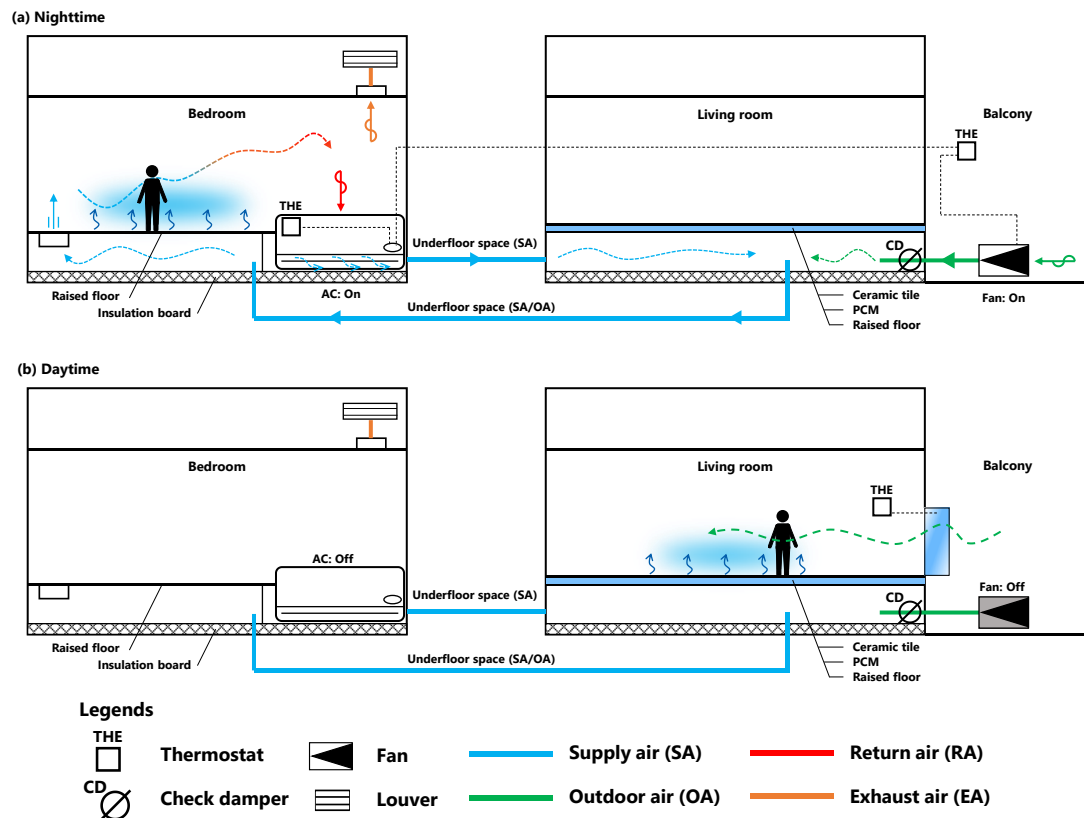 (a) Nighttime
Bedroom
Living room
Balcony
THE
THE
Underfloor space (SA)
CD
Raised floor
Insulation board
AC: On
Underfloor space (SA/OA)
Ceramic tile
PCM
Raised floor
Fan: On
(b) Daytime
Bedroom
Living room
Balcony
THE
AC: Off
Underfloor space (SA)
Fan: Off
CD
Raised floor
Insulation board
Underfloor space (SA/OA)
Ceramic tile
PCM
Raised floor
Legends
THE
Thermostat
Fan
Supply air (SA)
Return air (RA)
CD
Check damper
Louver
Outdoor air (OA)
Exhaust air (EA)